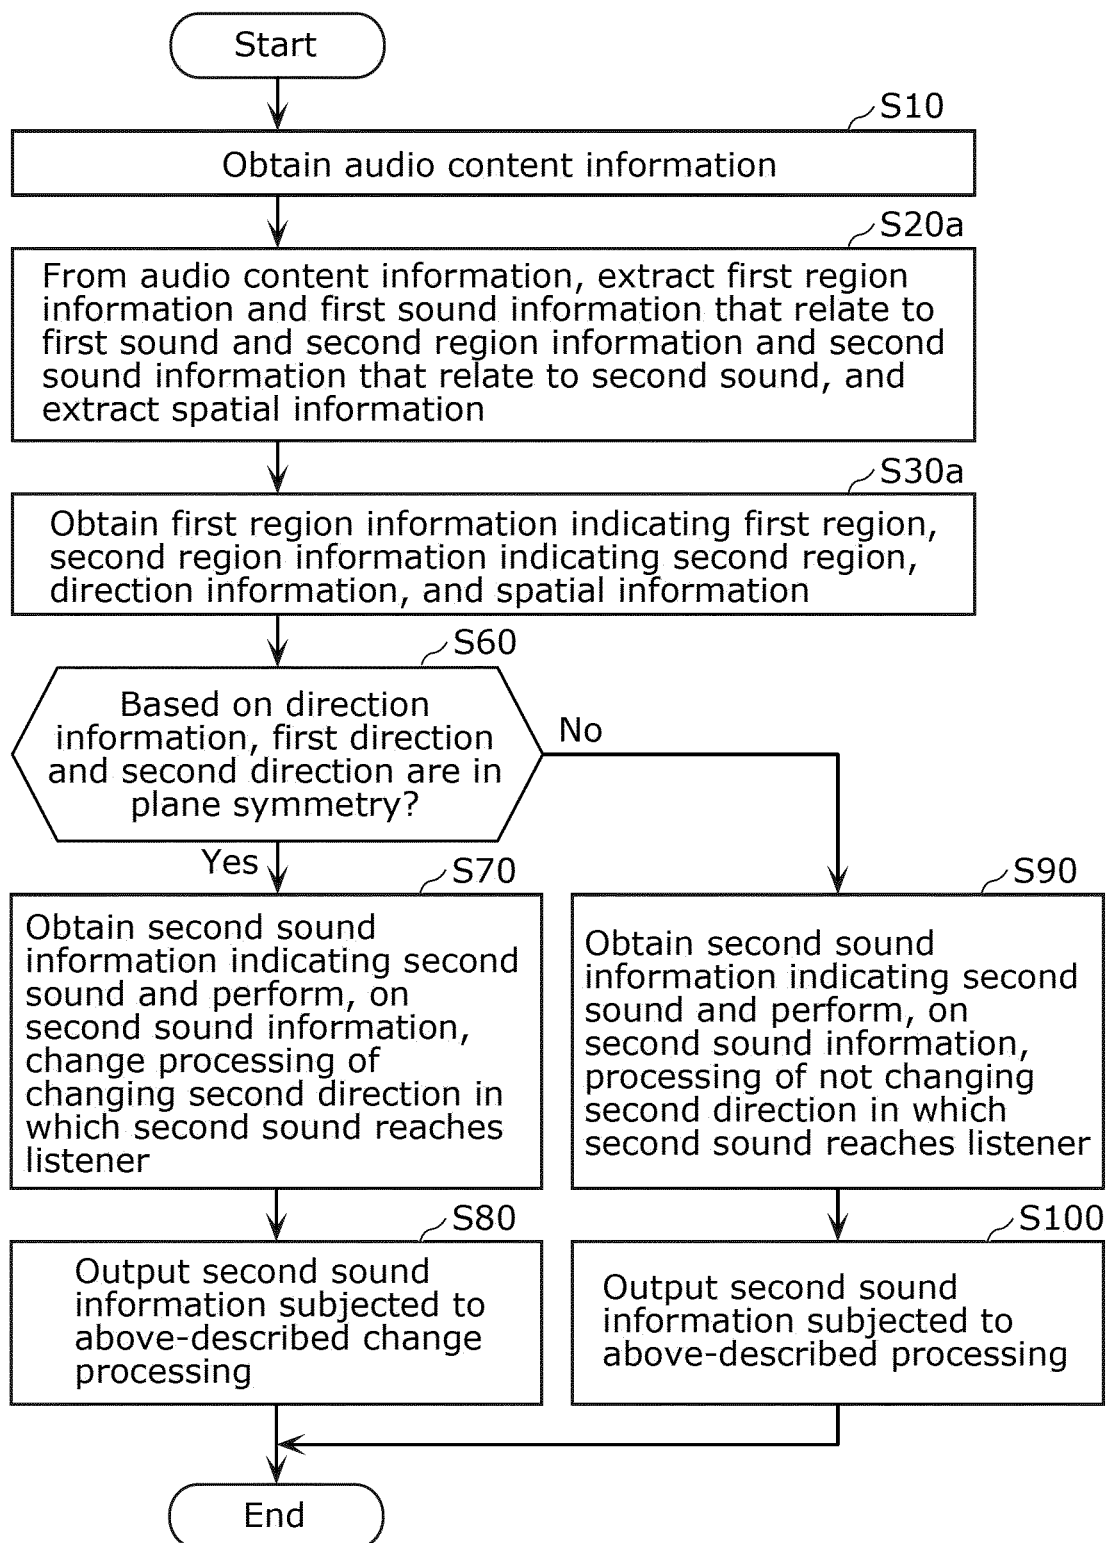 Start
S10
Obtain audio content information
S20a
From audio content information, extract first region
information and first sound information that relate to
first sound and second region information and second
sound information that relate to second sound, and
extract spatial information
S30a
Obtain first region information indicating first region,
second region information indicating second region,
direction information, and spatial information
S60
Based on direction
information, first direction
and second direction are in
plane symmetry?
No
Yes
S70
Obtain second sound
information indicating second
sound and perform, on
second sound information,
change processing of
changing second direction in
which second sound reaches
listener
S90
Obtain second sound
information indicating second
sound and perform, on
second sound information,
processing of not changing
second direction in which
second sound reaches listener
S80
Output second sound
information subjected to
above-described change
processing
S100
Output second sound
information subjected to
above-described processing
End